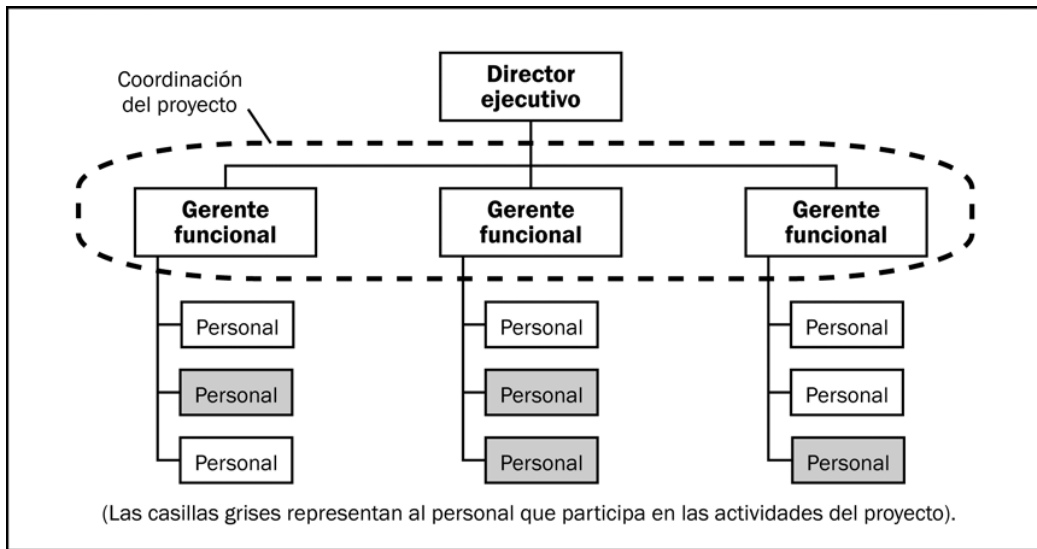 Director
ejecutivo
Coordinación
del proyecto
Gerente
funcional
Gerente
funcional
Gerente
funcional
Personal
Personal
Personal
Personal
Personal
Personal
Personal
Personal
Personal
(Las casillas grises representan al personal que participa en las actividades del proyecto).